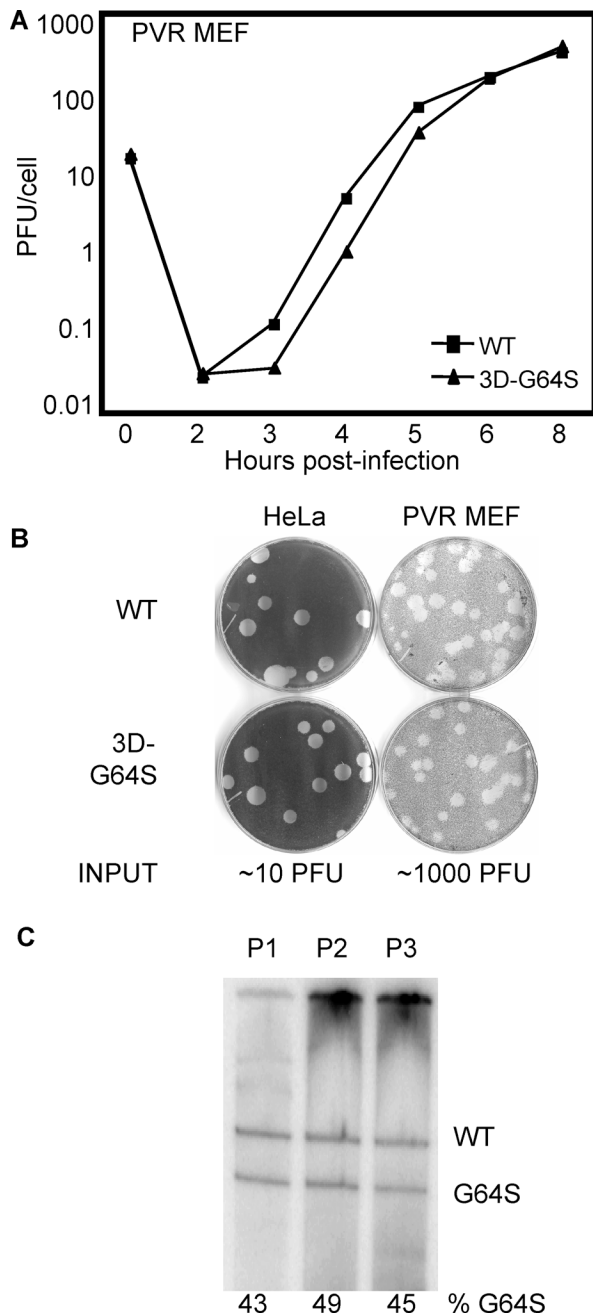 A
PVR MEF
1000
100
10
1
0.1
0.01
PFU/cell
WT
3D-G64S
0 2 3 4 5 6 8
Hours post-infection
B
HeLa PVR MEF
WT
3D-
G64S
INPUT ~10 PFU ~1000 PFU
C
P1 P2 P3
WT
G64S
43 49 45 % G64S